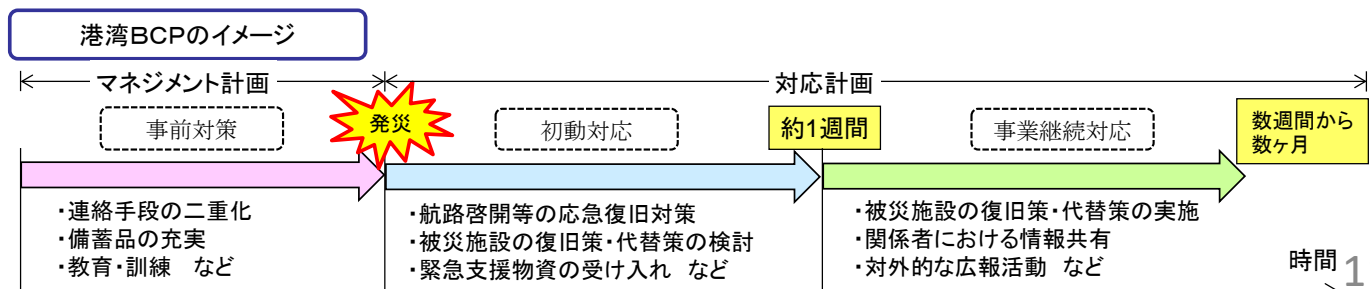 港湾BCPのイメージ
マネジメント計画
対応計画
事前対策
発災
初動対応
約1週間
事業継続対応
数週間から
数ヶ月
・連絡手段の二重化
・備蓄品の充実
・教育・訓練 など
・航路啓開等の応急復旧対策
・被災施設の復旧策・代替策の検討
・緊急支援物資の受け入れ など
・被災施設の復旧策・代替策の実施
・関係者における情報共有
・対外的な広報活動 など
時間
1